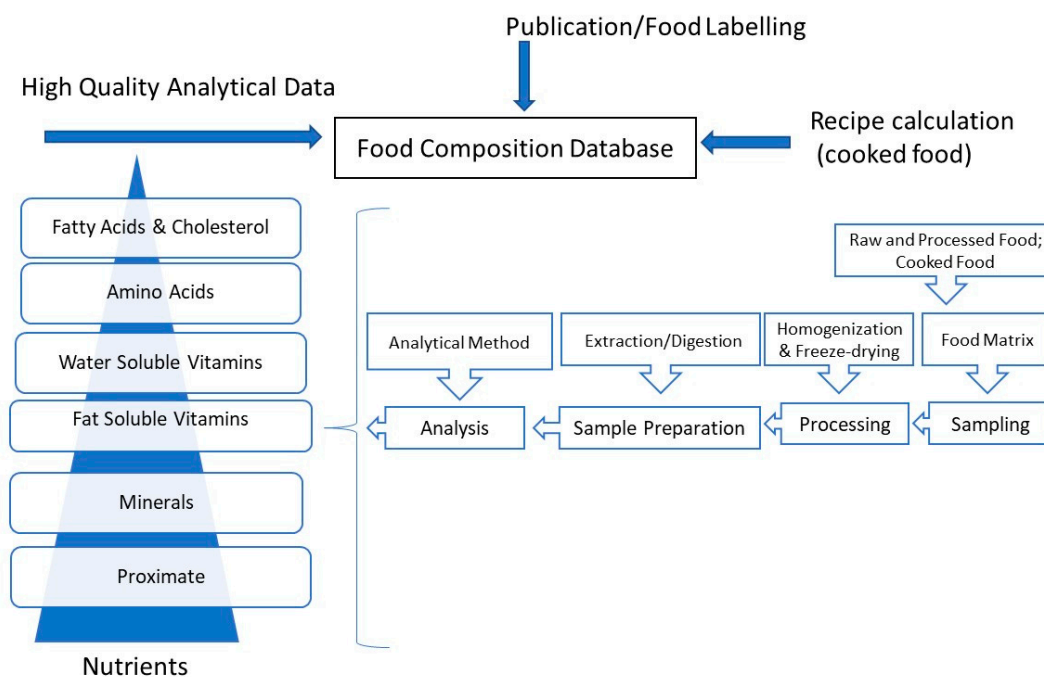 Publication/Food Labelling
High Quality Analytical Data
Food Composition Database
Recipe calculation
(cooked food)
Fatty Acids & Cholesterol
Amino Acids
Water Soluble Vitamins
Fat Soluble Vitamins
Minerals
Proximate
Nutrients
Raw and Processed Food;
Cooked Food
Analytical Method
Extraction/Digestion
Homogenization
& Freeze-drying
Food Matrix
Analysis
Sample Preparation
Processing
Sampling